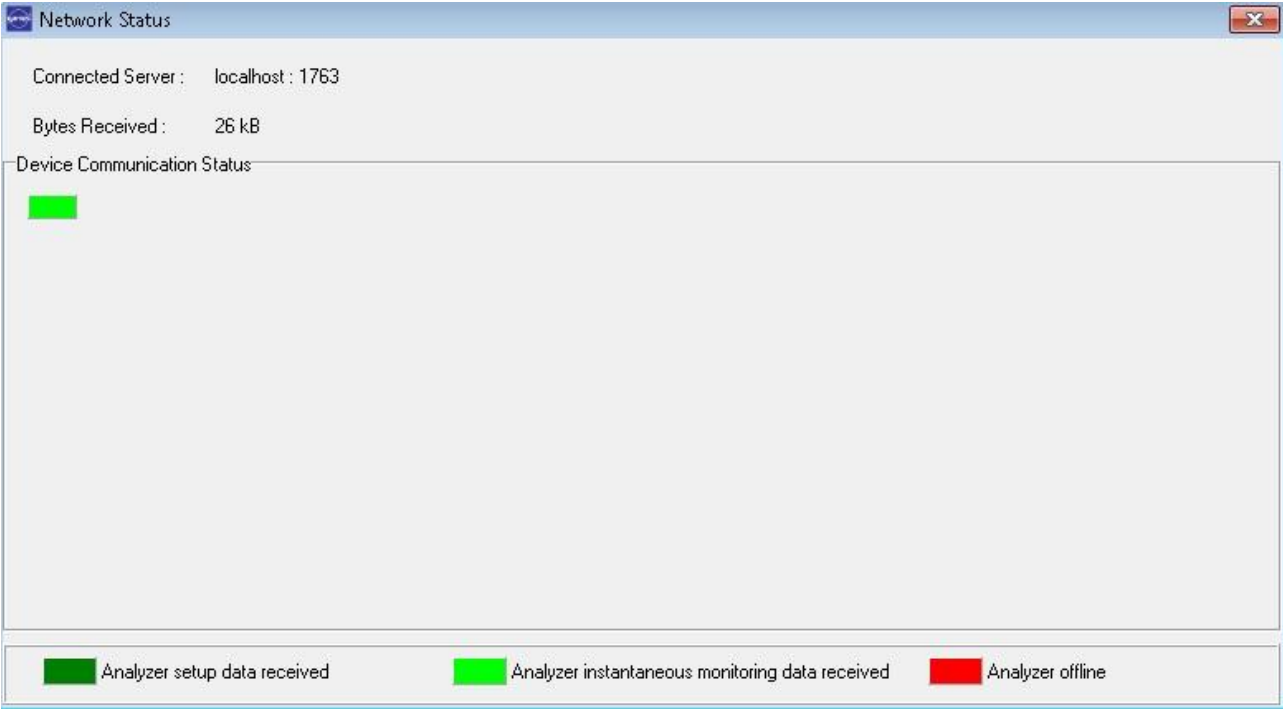 Network Status
Connected Server : localhost : 1763
Bytes Received : 26 kB
Device Communication Status
Analyzer setup data received Analyzer instantaneous monitoring data received Analyzer offline